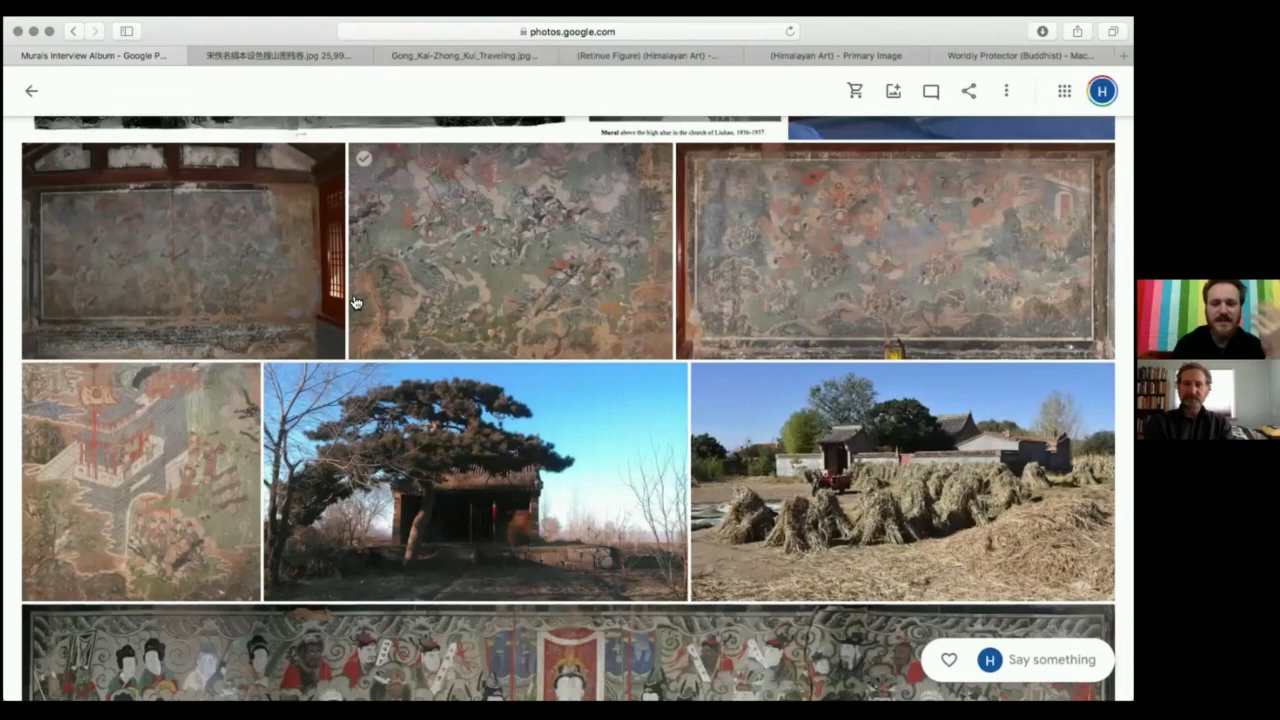 photos.google.com
Murals Interview Album - Google P...
宋佚名绢本设色搜山图残卷.jpg 25,99...
Gong_Kai-Zhong_Kui_Traveling.jpg...
(Retinue Figure) (Himalayan Art) -...
(Himalayan Art) - Primary Image
Worldly Protector (Buddhist) - Mac...
H
Mural above the high altar in the church of Liuhao, 1936-1937.
H Say something